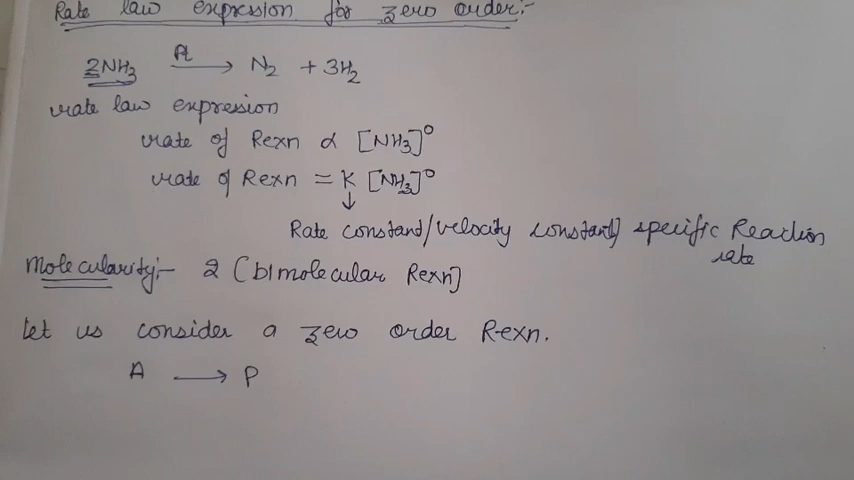 Rate law expression for zero order:-
2NH3 Pt → N2 + 3H2
rate law expression
rate of Rexn ∝ [NH3]⁰
rate of Rexn = K [NH3]⁰
↓
Rate constant/velocity constant/ specific Reaction
rate
Molecularity:- 2 (bimolecular Rexn)
Let us consider a zero order Rexn.
A → P